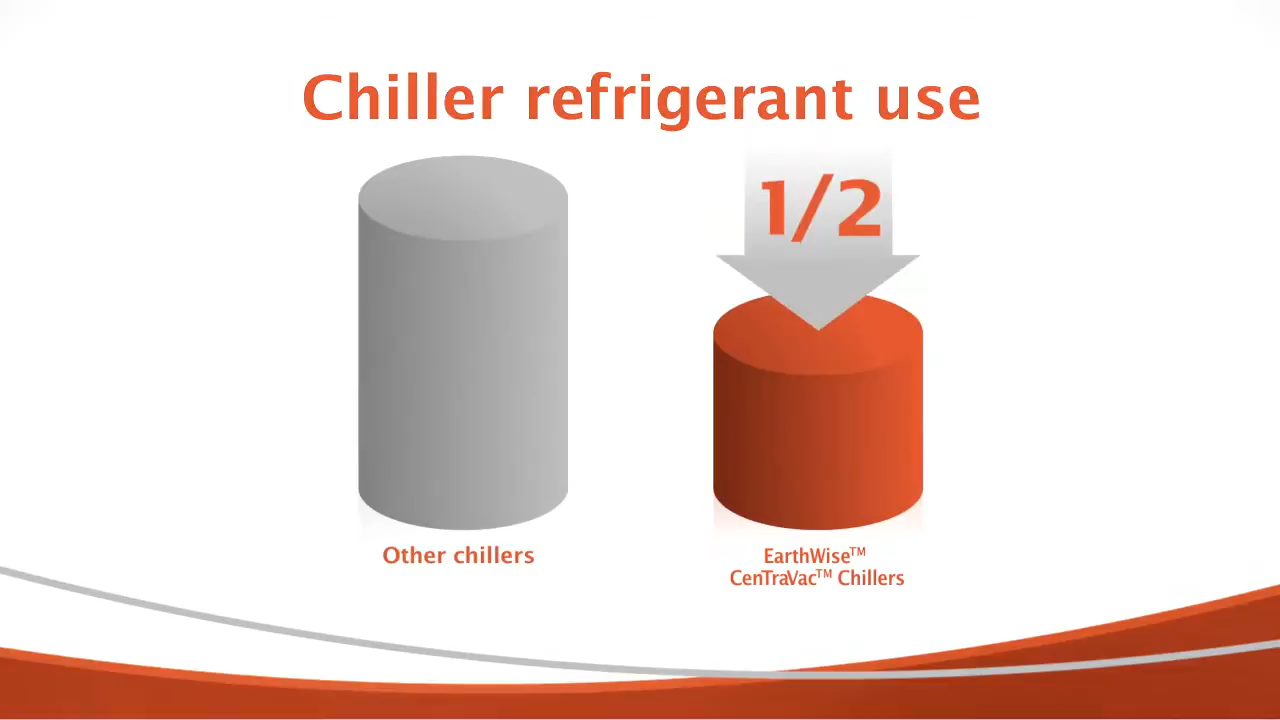 Chiller refrigerant use
1/2
Other chillers
EarthWise™
CenTraVac™ Chillers